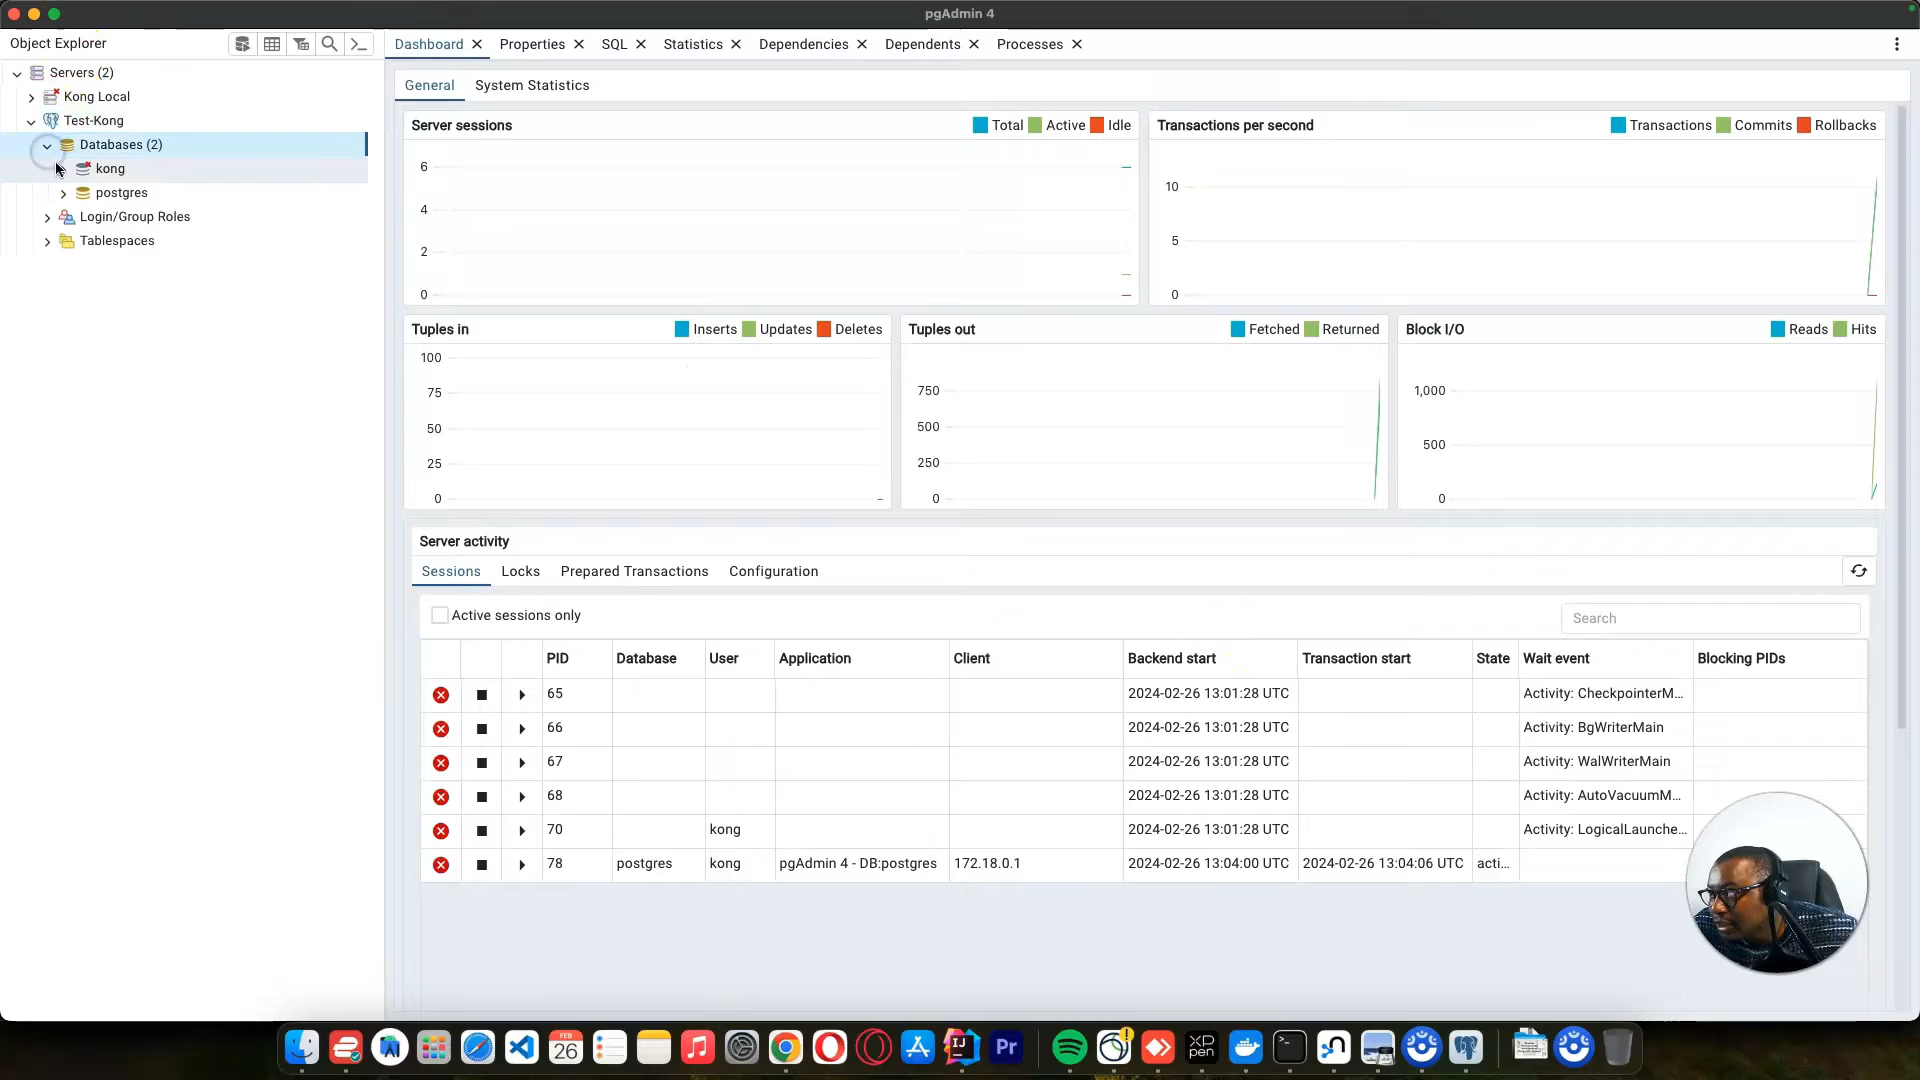 pgAdmin 4
Object Explorer
Dashboard
Properties
SQL
Statistics
Dependencies
Dependents
Processes
Servers (2)
Kong Local
Test-Kong
Databases (2)
kong
postgres
Login/Group Roles
Tablespaces
General
System Statistics
Server sessions
Total Active Idle
6
4
2
0
Transactions per second
Transactions Commits Rollbacks
10
5
0
Tuples in
Inserts Updates Deletes
100
75
50
25
0
Tuples out
Fetched Returned
750
500
250
0
Block I/O
Reads Hits
1,000
500
0
Server activity
Sessions Locks Prepared Transactions Configuration
Active sessions only
Search
PID Database User Application Client Backend start Transaction start State Wait event Blocking PIDs
65 2024-02-26 13:01:28 UTC Activity: CheckpointerM...
66 2024-02-26 13:01:28 UTC Activity: BgWriterMain
67 2024-02-26 13:01:28 UTC Activity: WalWriterMain
68 2024-02-26 13:01:28 UTC Activity: AutoVacuumM...
70 kong 2024-02-26 13:01:28 UTC Activity: LogicalLaunche...
78 postgres kong pgAdmin 4 - DB:postgres 172.18.0.1 2024-02-26 13:04:00 UTC 2024-02-26 13:04:06 UTC acti...
FEB
26
IJ
Pr
XP
pen